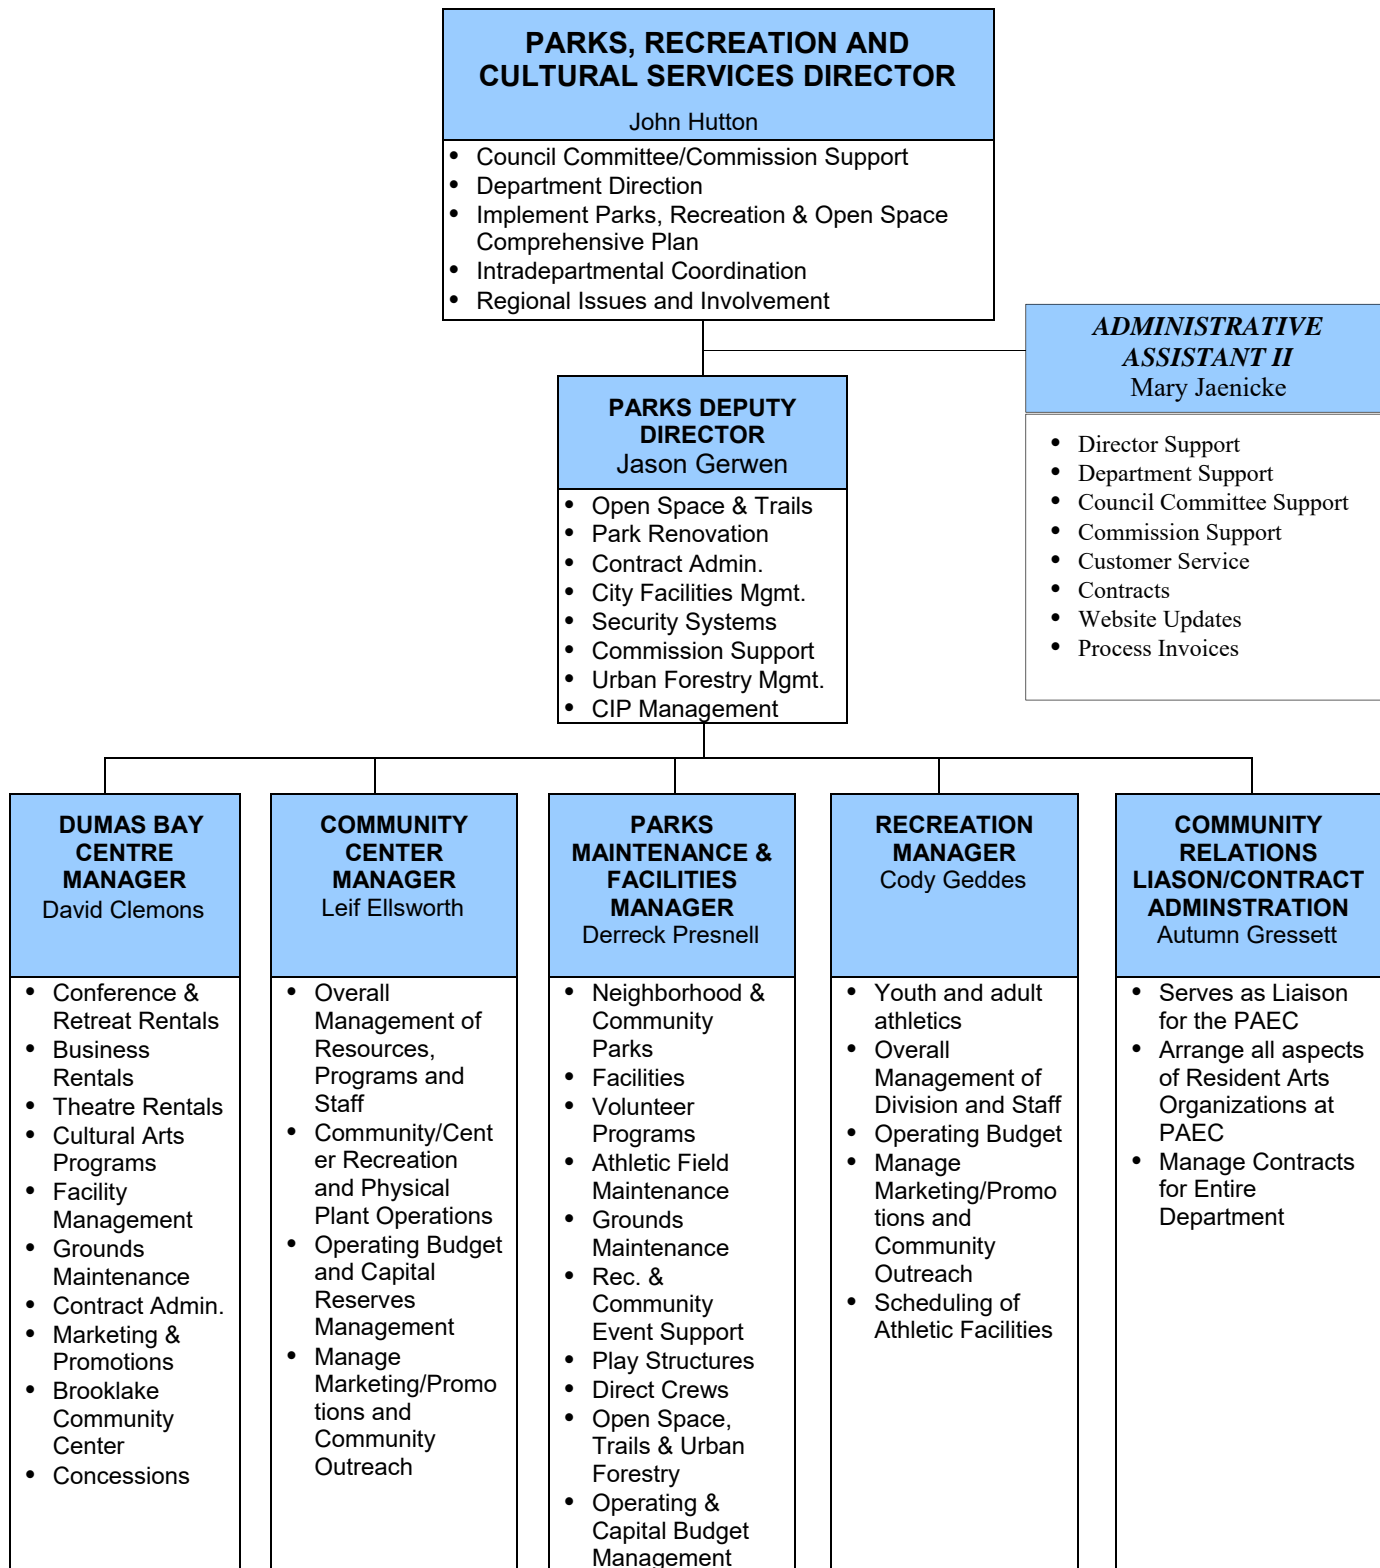 PARKS, RECREATION AND
CULTURAL SERVICES DIRECTOR
John Hutton
• Council Committee/Commission Support
• Department Direction
• Implement Parks, Recreation & Open Space
Comprehensive Plan
• Intradepartmental Coordination
• Regional Issues and Involvement
ADMINISTRATIVE
ASSISTANT II
Mary Jaenicke
• Director Support
• Department Support
• Council Committee Support
• Commission Support
• Customer Service
• Contracts
• Website Updates
• Process Invoices
PARKS DEPUTY
DIRECTOR
Jason Gerwen
• Open Space & Trails
• Park Renovation
• Contract Admin.
• City Facilities Mgmt.
• Security Systems
• Commission Support
• Urban Forestry Mgmt.
• CIP Management
DUMAS BAY
CENTRE
MANAGER
David Clemons
• Conference &
Retreat Rentals
• Business
Rentals
• Theatre Rentals
• Cultural Arts
Programs
• Facility
Management
• Grounds
Maintenance
• Contract Admin.
• Marketing &
Promotions
• Brooklake
Community
Center
• Concessions
COMMUNITY
CENTER
MANAGER
Leif Ellsworth
• Overall
Management of
Resources,
Programs and
Staff
• Community/Cent
er Recreation
and Physical
Plant Operations
• Operating Budget
and Capital
Reserves
Management
• Manage
Marketing/Promo
tions and
Community
Outreach
PARKS
MAINTENANCE &
FACILITIES
MANAGER
Derreck Presnell
• Neighborhood &
Community
Parks
• Facilities
• Volunteer
Programs
• Athletic Field
Maintenance
• Grounds
Maintenance
• Rec. &
Community
Event Support
• Play Structures
• Direct Crews
• Open Space,
Trails & Urban
Forestry
• Operating &
Capital Budget
Management
RECREATION
MANAGER
Cody Geddes
• Youth and adult
athletics
• Overall
Management of
Division and Staff
• Operating Budget
• Manage
Marketing/Promo
tions and
Community
Outreach
• Scheduling of
Athletic Facilities
COMMUNITY
RELATIONS
LIASON/CONTRACT
ADMINSTRATION
Autumn Gressett
• Serves as Liaison
for the PAEC
• Arrange all aspects
of Resident Arts
Organizations at
PAEC
• Manage Contracts
for Entire
Department